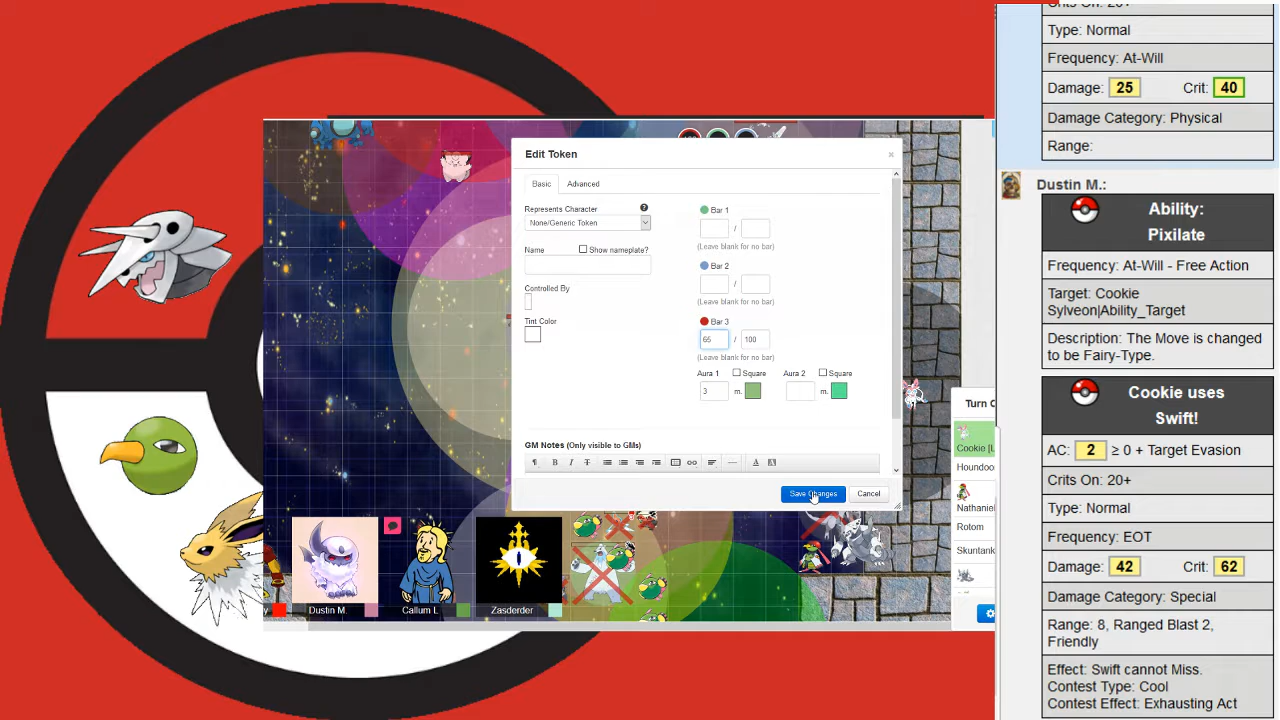 Crits On: 20+
Type: Normal
Frequency: At-Will
Damage: 25 Crit: 40
Damage Category: Physical
Range:
Dustin M.:
Ability:
Pixilate
Frequency: At-Will - Free Action
Target: Cookie
Sylveon|Ability_Target
Description: The Move is changed
to be Fairy-Type.
Cookie uses
Swift!
AC: 2 ≥ 0 + Target Evasion
Crits On: 20+
Type: Normal
Frequency: EOT
Damage: 42 Crit: 62
Damage Category: Special
Range: 8, Ranged Blast 2,
Friendly
Effect: Swift cannot Miss.
Contest Type: Cool
Contest Effect: Exhausting Act
Edit Token ×
Basic Advanced
Represents Character ?
None/Generic Token
Name Show nameplate?
Controlled By
Tint Color
Bar 1
/
(Leave blank for no bar)
Bar 2
/
(Leave blank for no bar)
Bar 3
65 / 100
(Leave blank for no bar)
Aura 1 Square Aura 2 Square
3 m. m.
GM Notes (Only visible to GMs)
B I S
A A
Save Changes Cancel
Turn
Cookie
Houndoo
Nathaniel
Rotom
Skuntank
Dustin M. Callum L. Zasderder